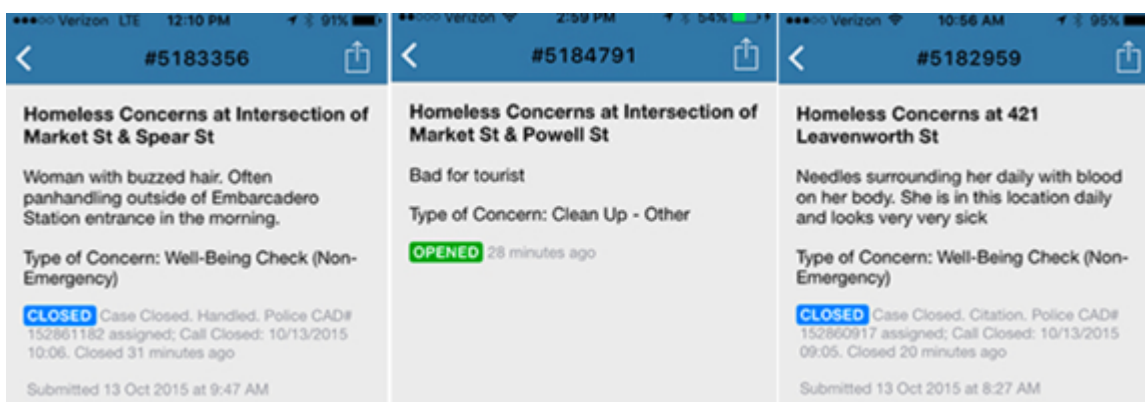 ●●●○○ Verizon LTE 12:10 PM 91%
#5183356
Homeless Concerns at Intersection of
Market St & Spear St
Woman with buzzed hair. Often
panhandling outside of Embarcadero
Station entrance in the morning.
Type of Concern: Well-Being Check (Non-
Emergency)
CLOSED Case Closed. Handled. Police CAD#
152861182 assigned; Call Closed: 10/13/2015
10:06. Closed 31 minutes ago
Submitted 13 Oct 2015 at 9:47 AM
Verizon 2:59 PM 54%
#5184791
Homeless Concerns at Intersection of
Market St & Powell St
Bad for tourist
Type of Concern: Clean Up - Other
OPENED 28 minutes ago
Verizon 10:56 AM 95%
#5182959
Homeless Concerns at 421
Leavenworth St
Needles surrounding her daily with blood
on her body. She is in this location daily
and looks very very sick
Type of Concern: Well-Being Check (Non-
Emergency)
CLOSED Case Closed. Citation. Police CAD#
152860917 assigned; Call Closed: 10/13/2015
09:05. Closed 20 minutes ago
Submitted 13 Oct 2015 at 8:27 AM